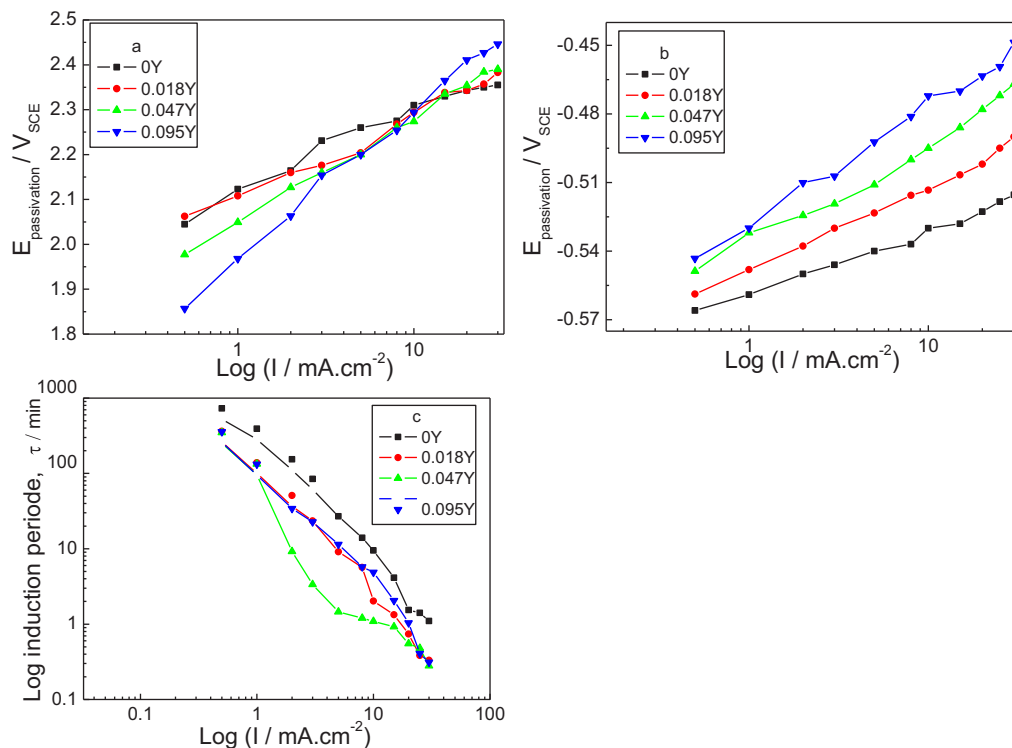 a
0Y
0.018Y
0.047Y
0.095Y
2.5
2.4
2.3
2.2
2.1
2.0
1.9
1.8
E passivation / V SCE
1
10
Log (I / mA.cm-2)
b
0Y
0.018Y
0.047Y
0.095Y
-0.45
-0.48
-0.51
-0.54
-0.57
E passivation / V SCE
1
10
Log (I / mA.cm-2)
c
0Y
0.018Y
0.047Y
0.095Y
1000
100
10
1
0.1
Log induction periode, τ / min
0.1
1
10
100
Log (I / mA.cm-2)